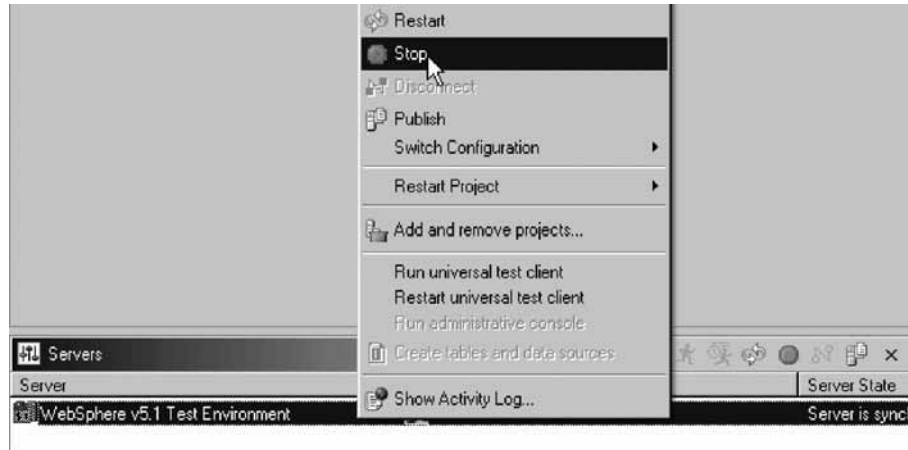 Restart
Stop
Disconnect
Publish
Switch Configuration
Restart Project
Add and remove projects...
Run universal test client
Restart universal test client
Run administrative console
Create tables and data sources
Show Activity Log...
Servers
Server
Server State
WebSphere v5.1 Test Environment
Server is sync